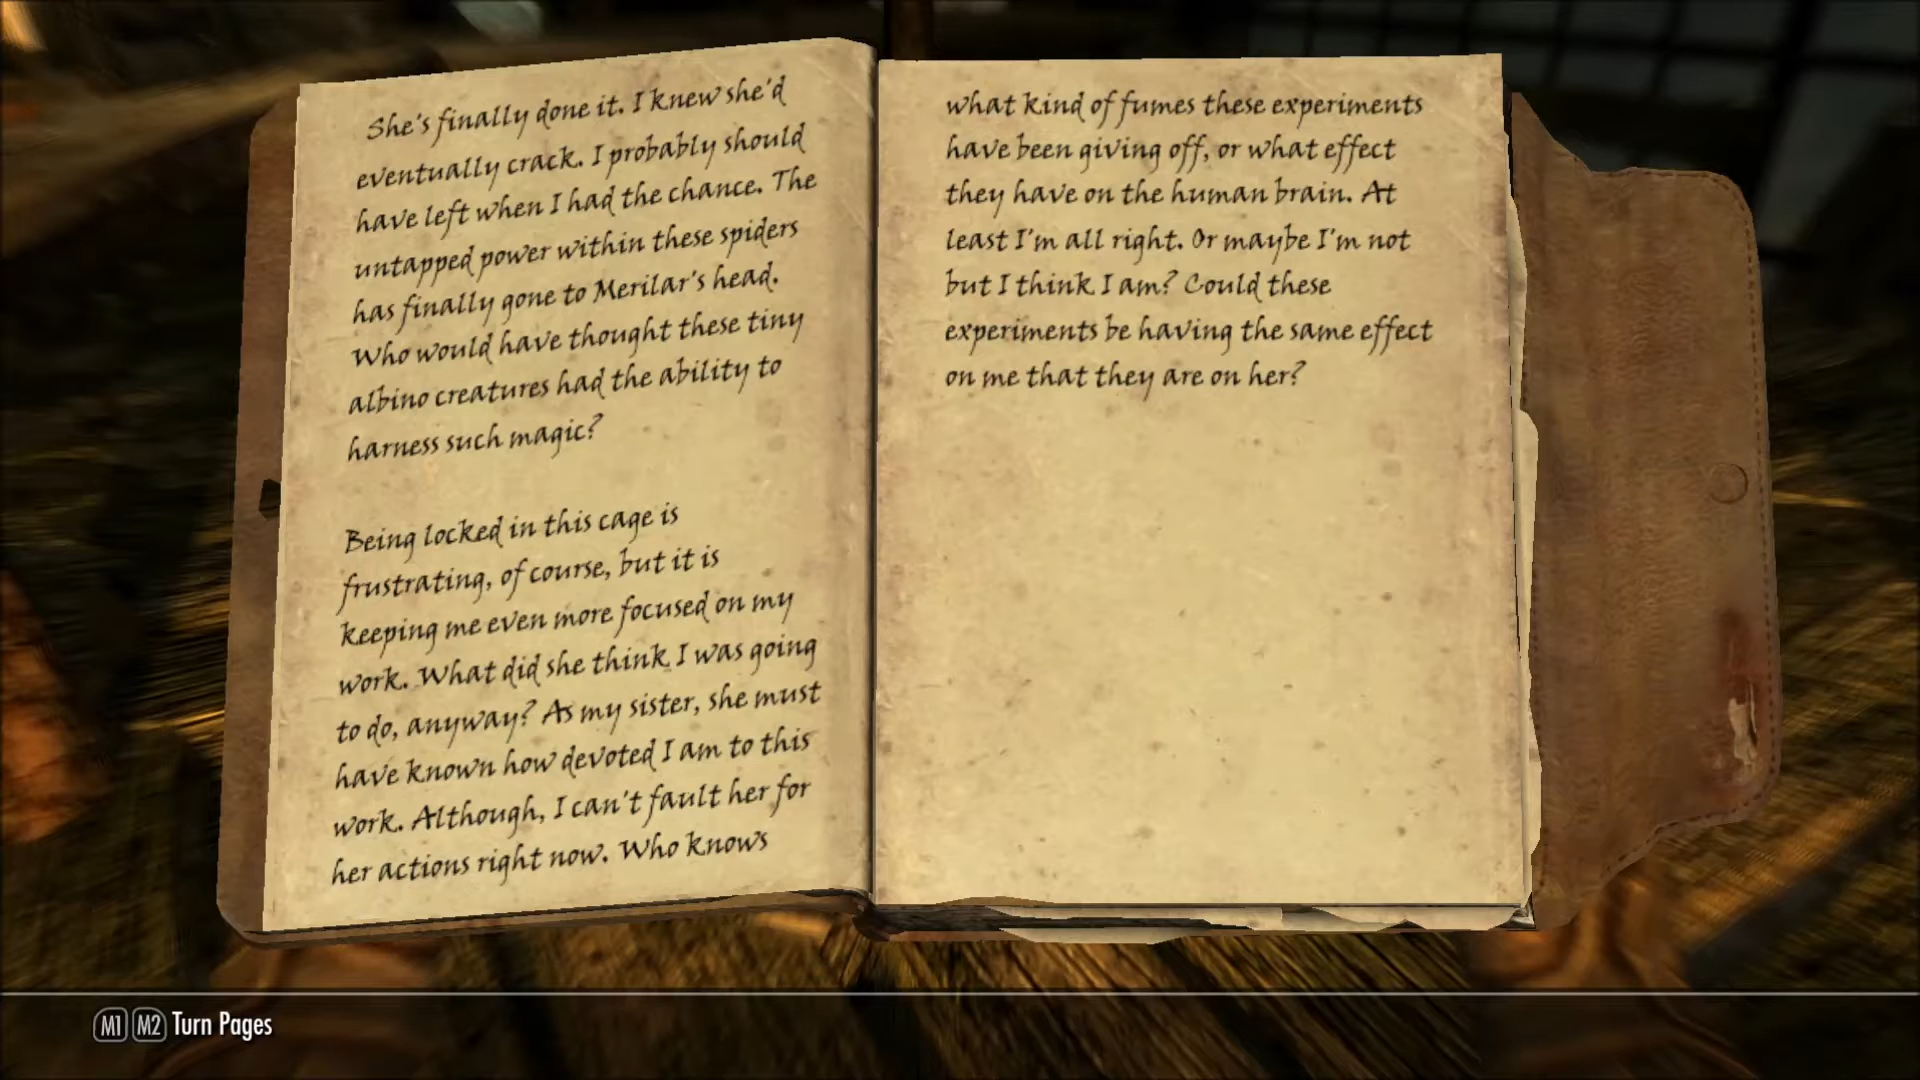 She's finally done it. I knew she'd
eventually crack. I probably should
have left when I had the chance. The
untapped power within these spiders
has finally gone to Merilar's head.
Who would have thought these tiny
albino creatures had the ability to
harness such magic?
Being locked in this cage is
frustrating, of course, but it is
keeping me even more focused on my
work. What did she think I was going
to do, anyway? As my sister, she must
have known how devoted I am to this
work. Although, I can't fault her for
her actions right now. Who knows
what kind of fumes these experiments
have been giving off, or what effect
they have on the human brain. At
least I'm all right. Or maybe I'm not
but I think I am? Could these
experiments be having the same effect
on me that they are on her?
M1 M2 Turn Pages